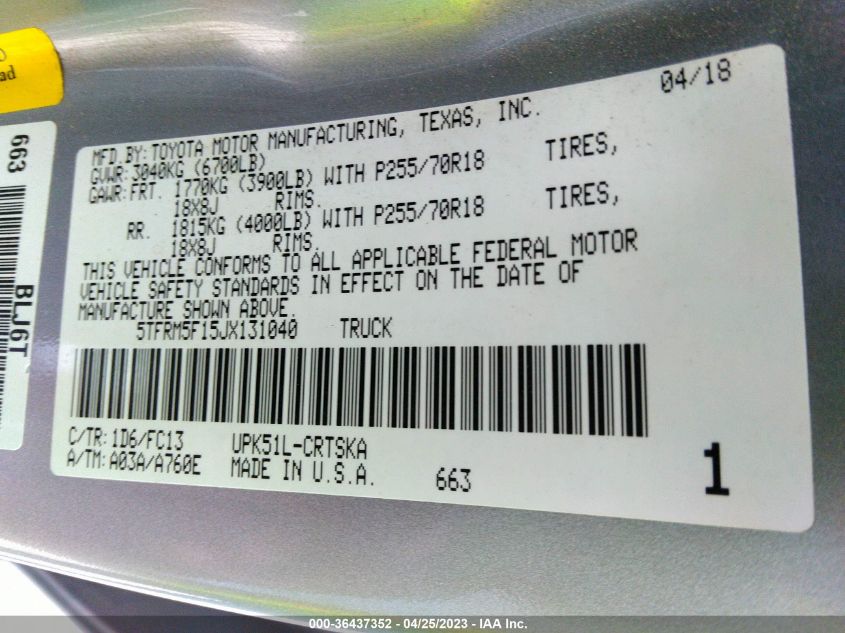 ad
663
BLJ6T
04/18
MFD.BY: TOYOTA MOTOR MANUFACTURING, TEXAS, INC.
GVWR: 3040KG (6700LB)
GAWR: FRT. 1770KG (3900LB) WITH P255/70R18 TIRES,
18X8J RIMS.
RR. 1815KG (4000LB) WITH P255/70R18 TIRES,
18X8J RIMS.
THIS VEHICLE CONFORMS TO ALL APPLICABLE FEDERAL MOTOR
VEHICLE SAFETY STANDARDS IN EFFECT ON THE DATE OF
MANUFACTURE SHOWN ABOVE.
5TFRM5F15JX131040 TRUCK
C/TR: 1D6/FC13 UPK51L-CRTSKA
A/TM: A03A/A760E MADE IN U.S.A. 663
1
000-36437352 - 04/25/2023 - IAA Inc.